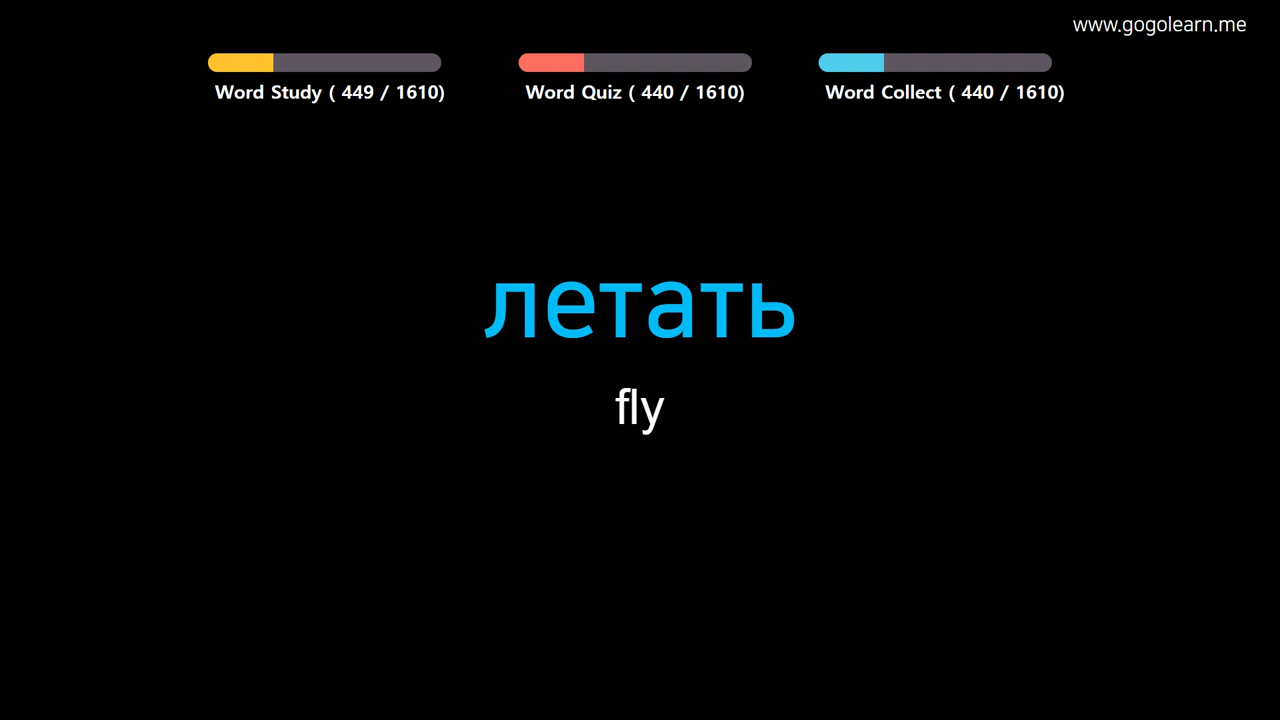 www.gogolearn.me
Word Study ( 449 / 1610)
Word Quiz ( 440 / 1610)
Word Collect ( 440 / 1610)
летать
fly